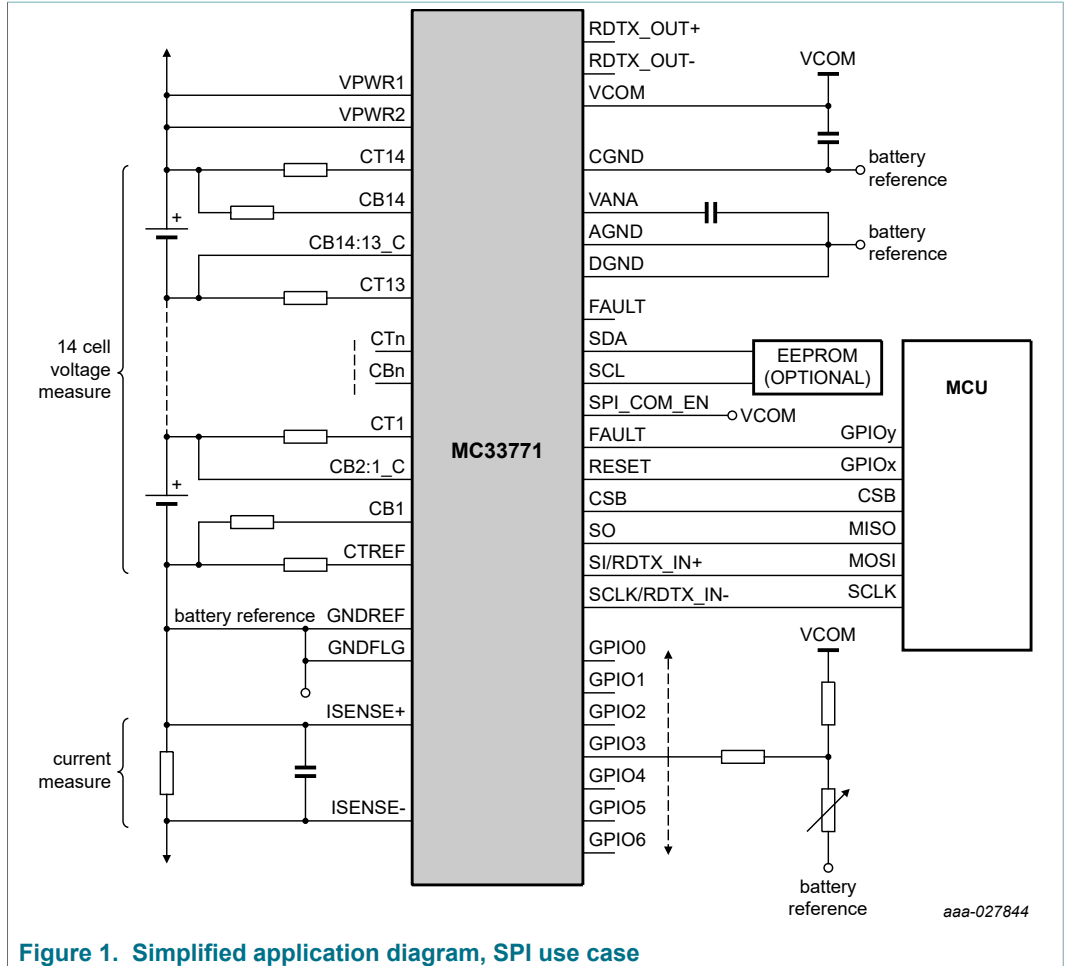 RDTX_OUT+
RDTX_OUT-
VCOM
VCOM
VPWR1
VPWR2
CT14
CGND
battery
reference
CB14
VANA
+
AGND
battery
reference
CB14:13_C
DGND
CT13
FAULT
14 cell
voltage
measure
CTn
SDA
EEPROM
(OPTIONAL)
MCU
CBn
SCL
SPI_COM_EN
VCOM
CT1
MC33771
FAULT
GPIOy
CB2:1_C
RESET
GPIOx
+
CSB
CSB
CB1
SO
MISO
CTREF
SI/RDTX_IN+
MOSI
SCLK/RDTX_IN-
SCLK
battery reference
GNDREF
VCOM
GNDFLG
GPIO0
GPIO1
ISENSE+
GPIO2
current
measure
GPIO3
GPIO4
ISENSE-
GPIO5
GPIO6
battery
reference
aaa-027844
Figure 1. Simplified application diagram, SPI use case